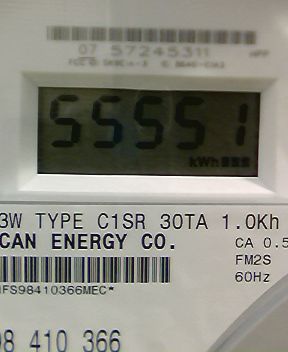 07 57245311
55551
kWh
3W TYPE C1SR 30TA 1.0Kh
CAN ENERGY CO.
CA 0.5
FM2S
60Hz
IFS98410366MEC*
98 410 366